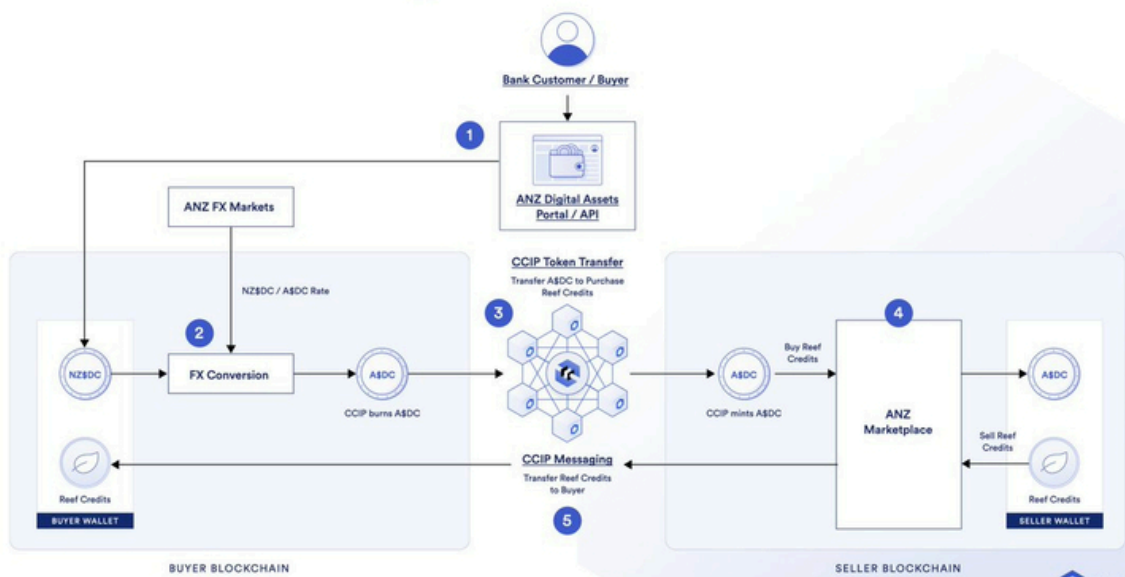 Bank Customer / Buyer
1
ANZ Digital Assets
Portal / API
ANZ FX Markets
NZ$DC / A$DC Rate
CCIP Token Transfer
Transfer A$DC to Purchase
Reef Credits
2
3
4
NZ$DC
FX Conversion
A$DC
CCIP burns A$DC
A$DC
CCIP mints A$DC
Buy Reef
Credits
ANZ
Marketplace
A$DC
Sell Reef
Credits
Reef Credits
BUYER WALLET
CCIP Messaging
Transfer Reef Credits
to Buyer
5
Reef Credits
SELLER WALLET
BUYER BLOCKCHAIN
SELLER BLOCKCHAIN